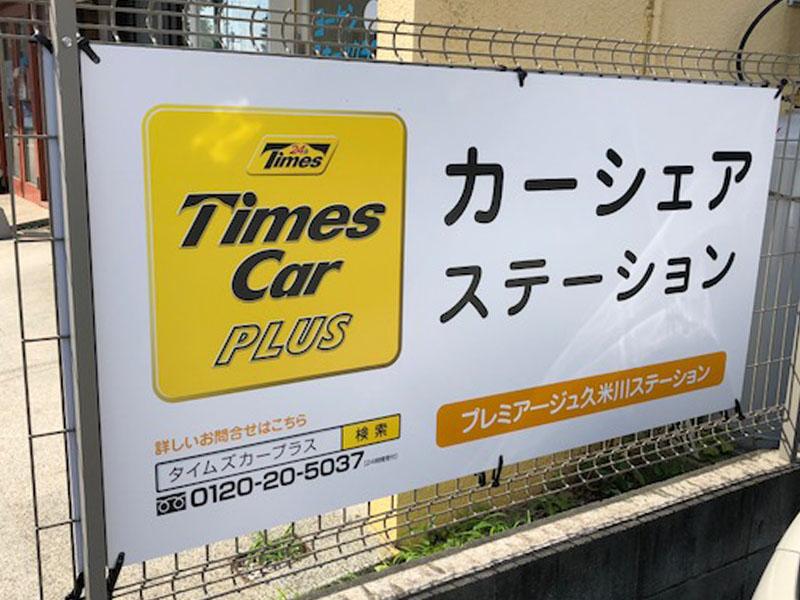 24h
Times
Times
Car
PLUS
カーシェア
ステーション
プレミアージュ久米川ステーション
詳しいお問合せはこちら
タイムズカープラス 検索
0120-20-5037